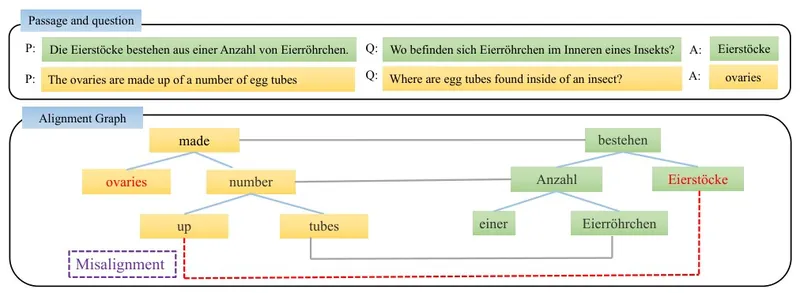 Passage and question
P: Die Eierstöcke bestehen aus einer Anzahl von Eierröhrchen. Q: Wo befinden sich Eierröhrchen im Inneren eines Insekts? A: Eierstöcke
P: The ovaries are made up of a number of egg tubes Q: Where are egg tubes found inside of an insect? A: ovaries
Alignment Graph
made bestehen
ovaries number Anzahl Eierstöcke
up tubes einer Eierröhrchen
Misalignment